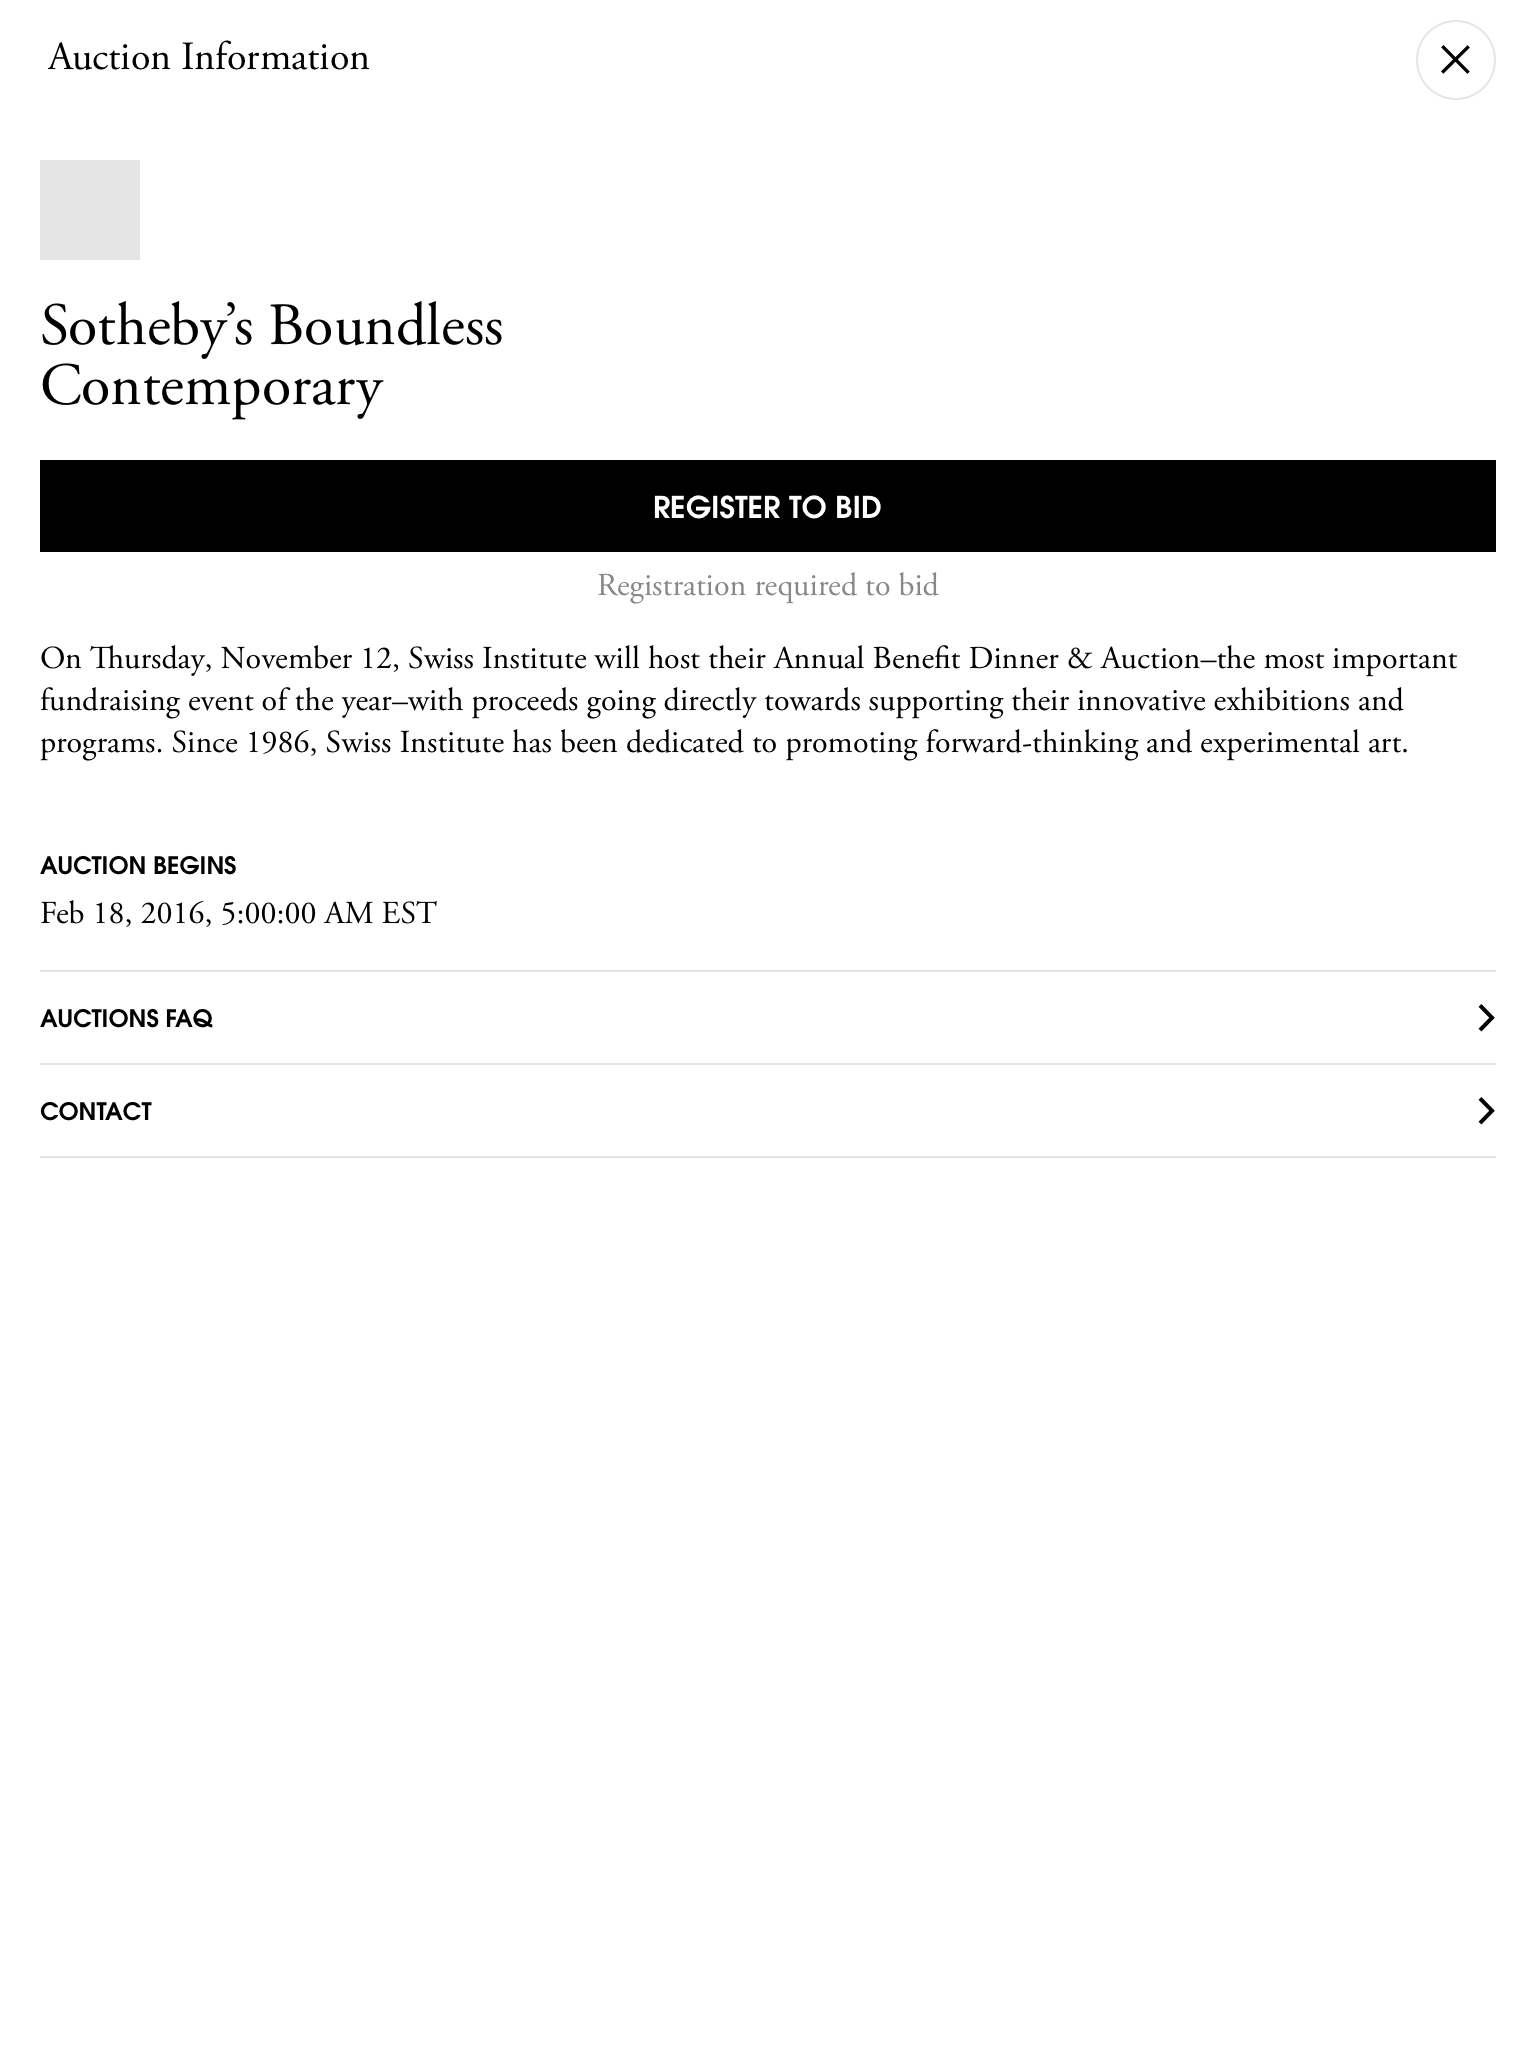 Auction Information
Sotheby’s Boundless
Contemporary
REGISTER TO BID
Registration required to bid
On Thursday, November 12, Swiss Institute will host their Annual Benefit Dinner & Auction–the most important
fundraising event of the year–with proceeds going directly towards supporting their innovative exhibitions and
programs. Since 1986, Swiss Institute has been dedicated to promoting forward-thinking and experimental art.
AUCTION BEGINS
Feb 18, 2016, 5:00:00 AM EST
AUCTIONS FAQ
CONTACT